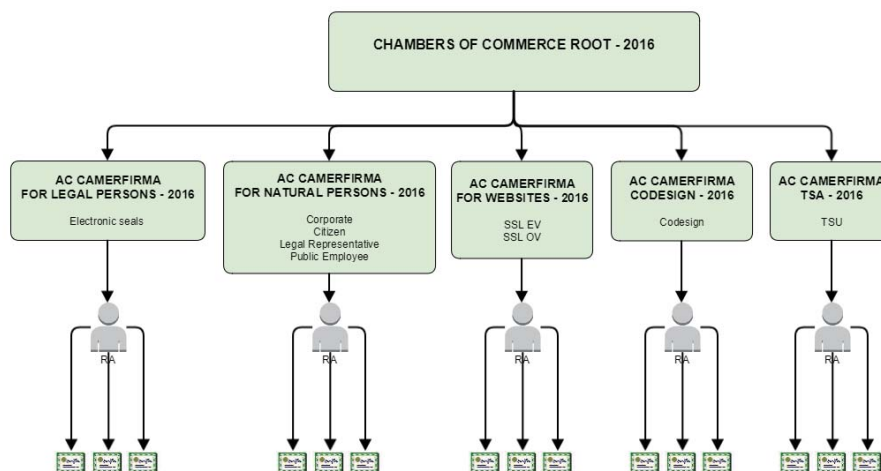 CHAMBERS OF COMMERCE ROOT - 2016
AC CAMERFIRMA
FOR LEGAL PERSONS - 2016
Electronic seals
AC CAMERFIRMA
FOR NATURAL PERSONS - 2016
Corporate
Citizen
Legal Representative
Public Employee
AC CAMERFIRMA
FOR WEBSITES - 2016
SSL EV
SSL OV
AC CAMERFIRMA
CODESIGN - 2016
Codesign
AC CAMERFIRMA
TSA - 2016
TSU
RA
RA
RA
RA
RA